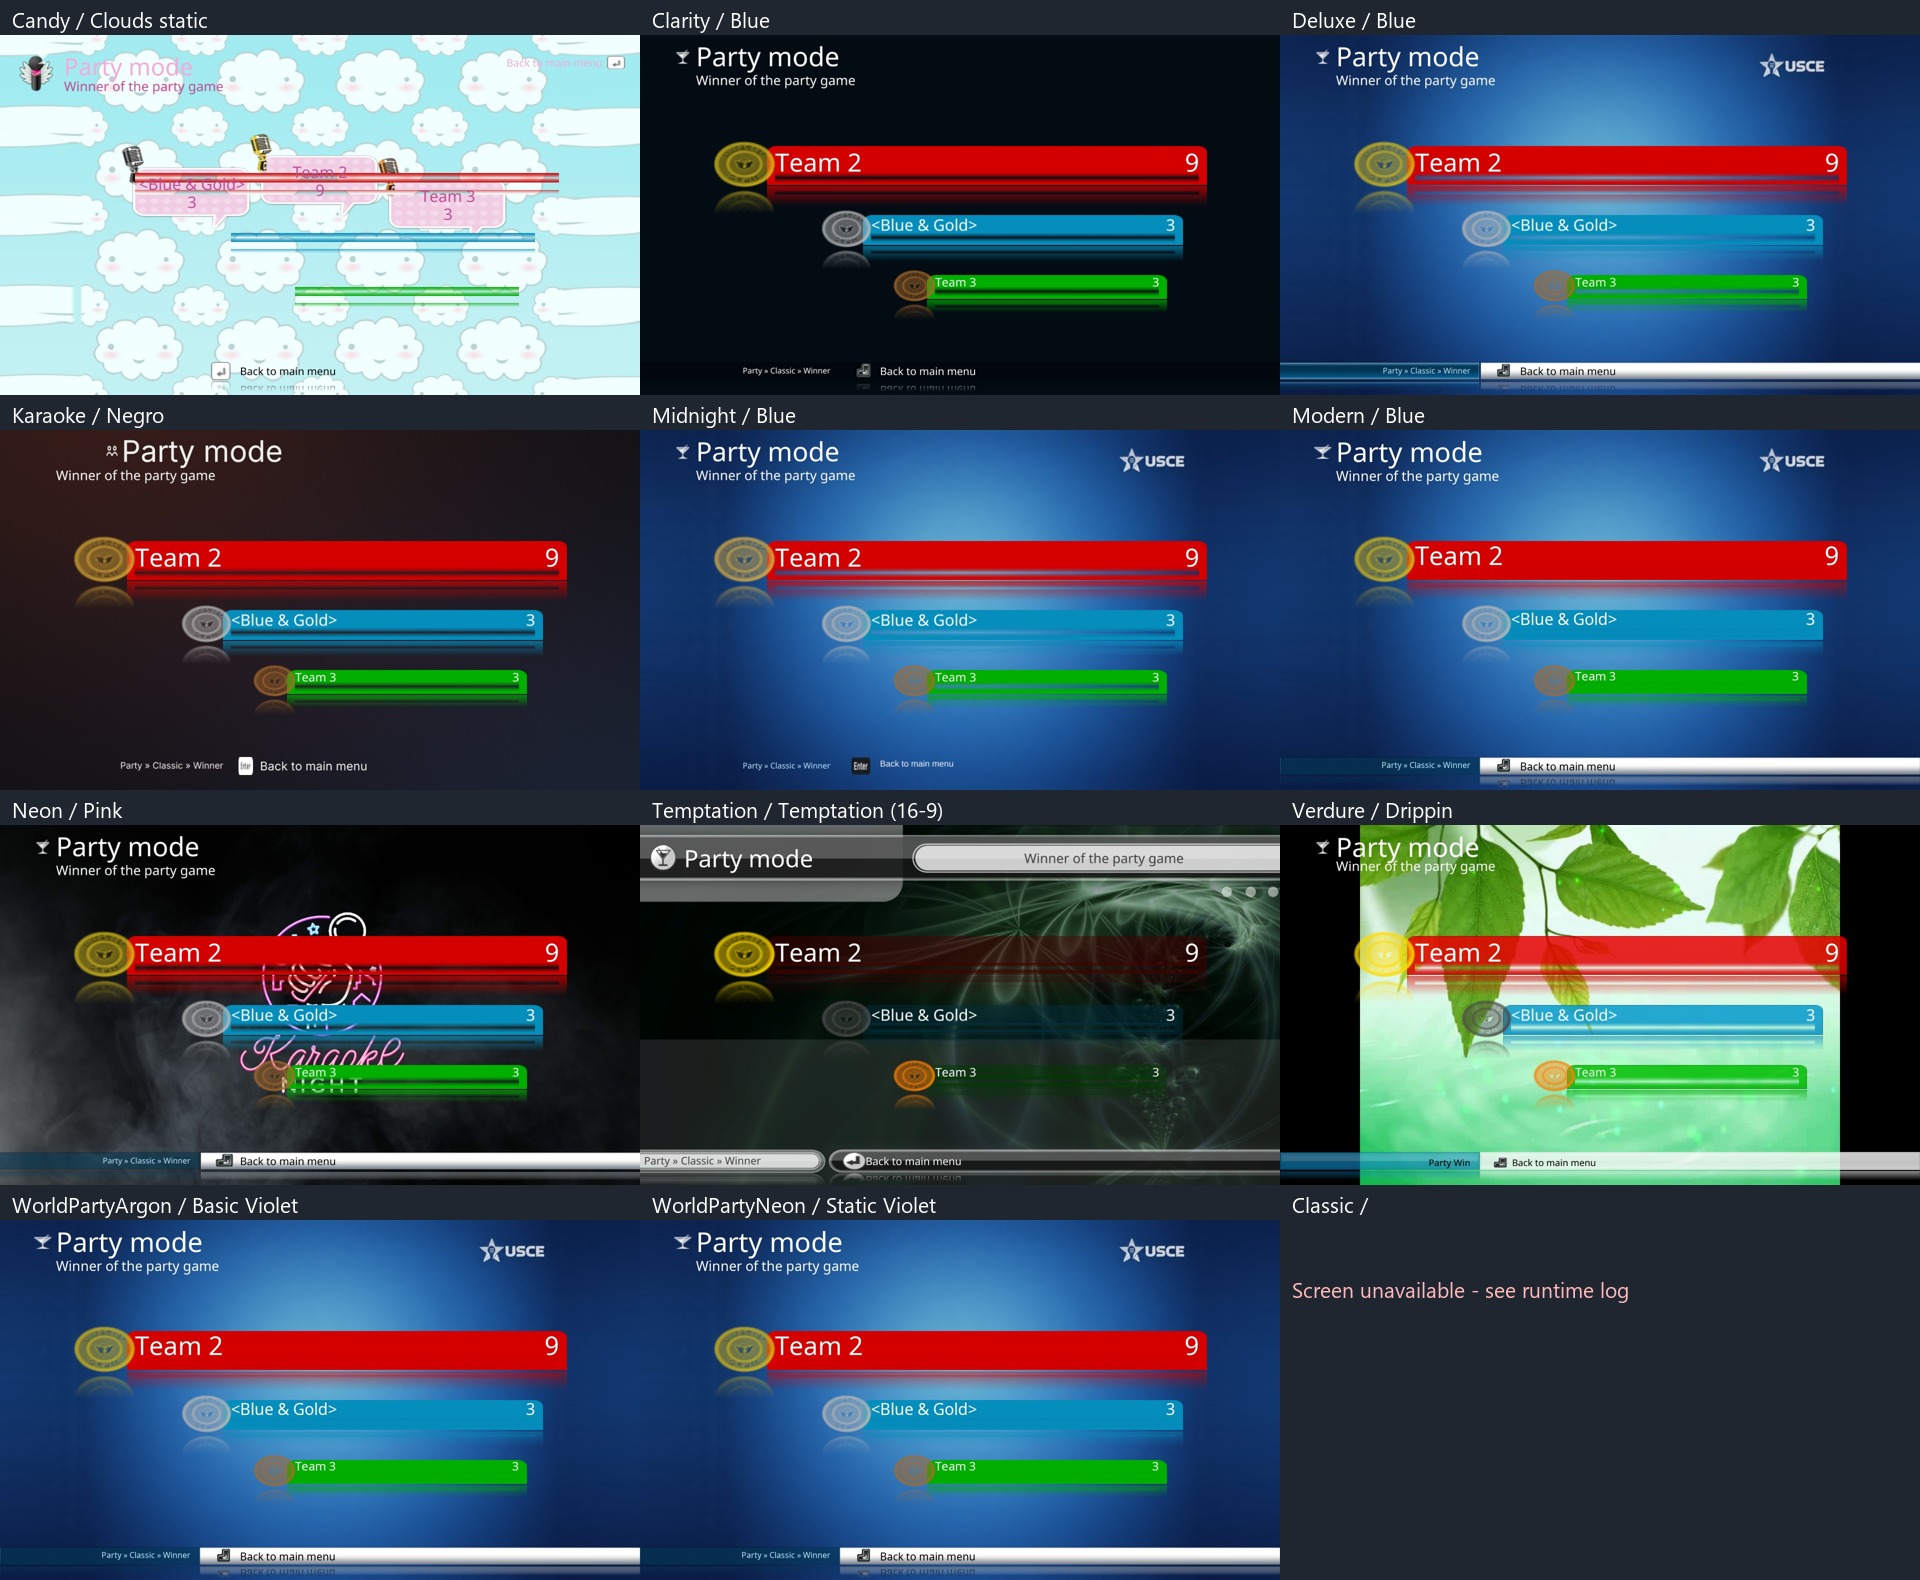 Candy / Clouds static
Party mode
Winner of the party game
Back to main menu
<Blue & Gold>
3
Team 2
9
Team 3
3
Back to main menu
Clarity / Blue
Party mode
Winner of the party game
Team 2 9
<Blue & Gold> 3
Team 3 3
Party » Classic » Winner
Back to main menu
Deluxe / Blue
Party mode
Winner of the party game
USCE
Team 2 9
<Blue & Gold> 3
Team 3 3
Party » Classic » Winner
Back to main menu
Karaoke / Negro
Party mode
Winner of the party game
Team 2 9
<Blue & Gold> 3
Team 3 3
Party » Classic » Winner
Enter
Back to main menu
Midnight / Blue
Party mode
Winner of the party game
USCE
Team 2 9
<Blue & Gold> 3
Team 3 3
Party » Classic » Winner
Enter
Back to main menu
Modern / Blue
Party mode
Winner of the party game
USCE
Team 2 9
<Blue & Gold> 3
Team 3 3
Party » Classic » Winner
Back to main menu
Neon / Pink
Party mode
Winner of the party game
Team 2 9
<Blue & Gold> 3
Karaoke
Team 3 3
NIGHT
Party » Classic » Winner
Back to main menu
Temptation / Temptation (16-9)
Party mode
Winner of the party game
Team 2 9
<Blue & Gold> 3
Team 3 3
Party » Classic » Winner
Back to main menu
Verdure / Drippin
Party mode
Winner of the party game
Team 2 9
<Blue & Gold> 3
Team 3 3
Party Win
Back to main menu
WorldPartyArgon / Basic Violet
Party mode
Winner of the party game
USCE
Team 2 9
<Blue & Gold> 3
Team 3 3
Party » Classic » Winner
Back to main menu
WorldPartyNeon / Static Violet
Party mode
Winner of the party game
USCE
Team 2 9
<Blue & Gold> 3
Team 3 3
Party » Classic » Winner
Back to main menu
Classic /
Screen unavailable - see runtime log